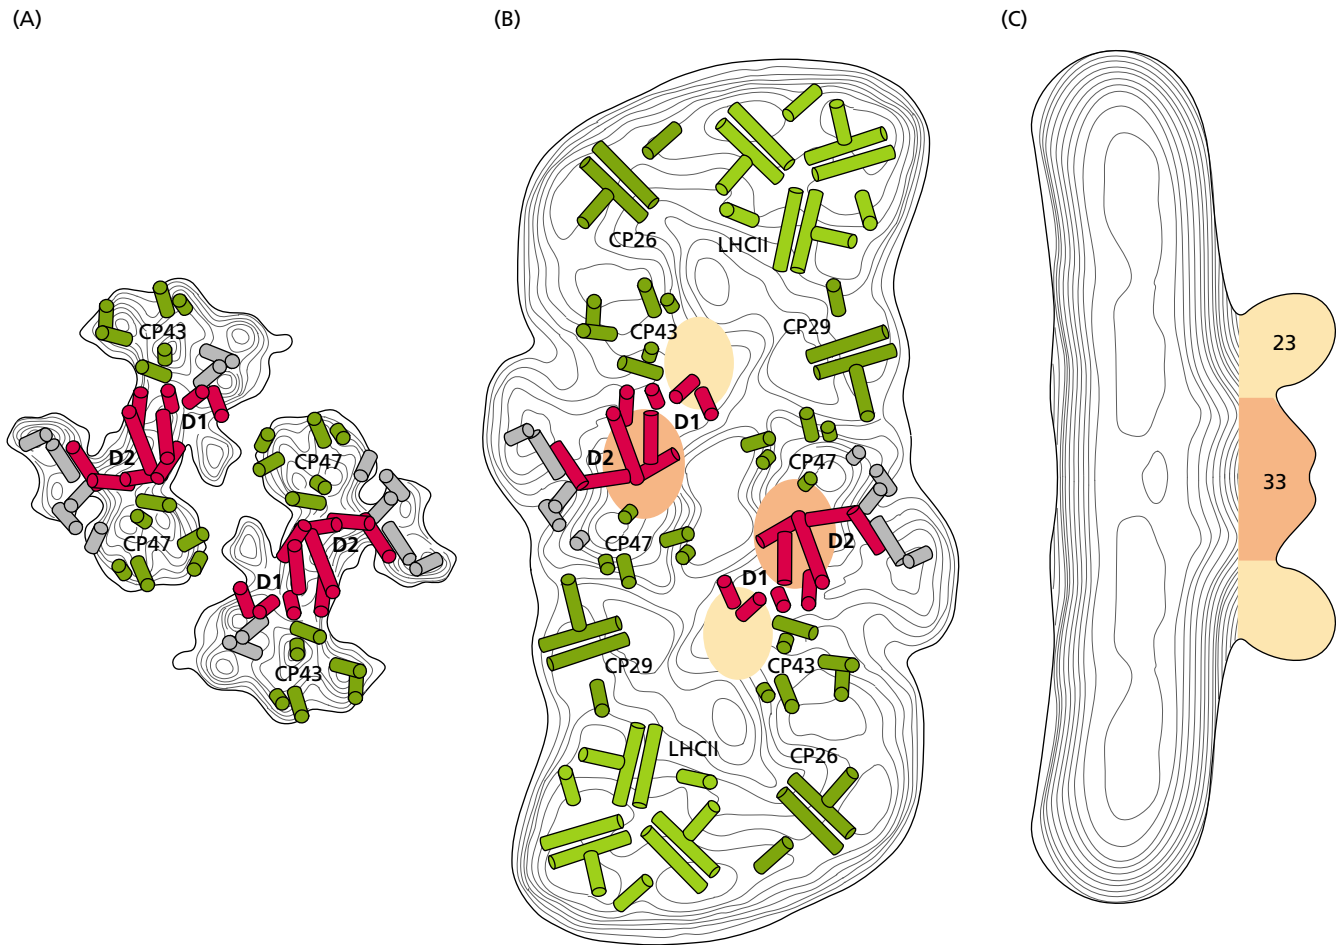 (A)
CP43
D1
D2
CP47
CP47
D2
D1
CP43
(B)
CP26
LHCII
CP43
CP29
D1
D2
CP47
CP47
D2
D1
CP29
CP43
LHCII
CP26
(C)
23
33